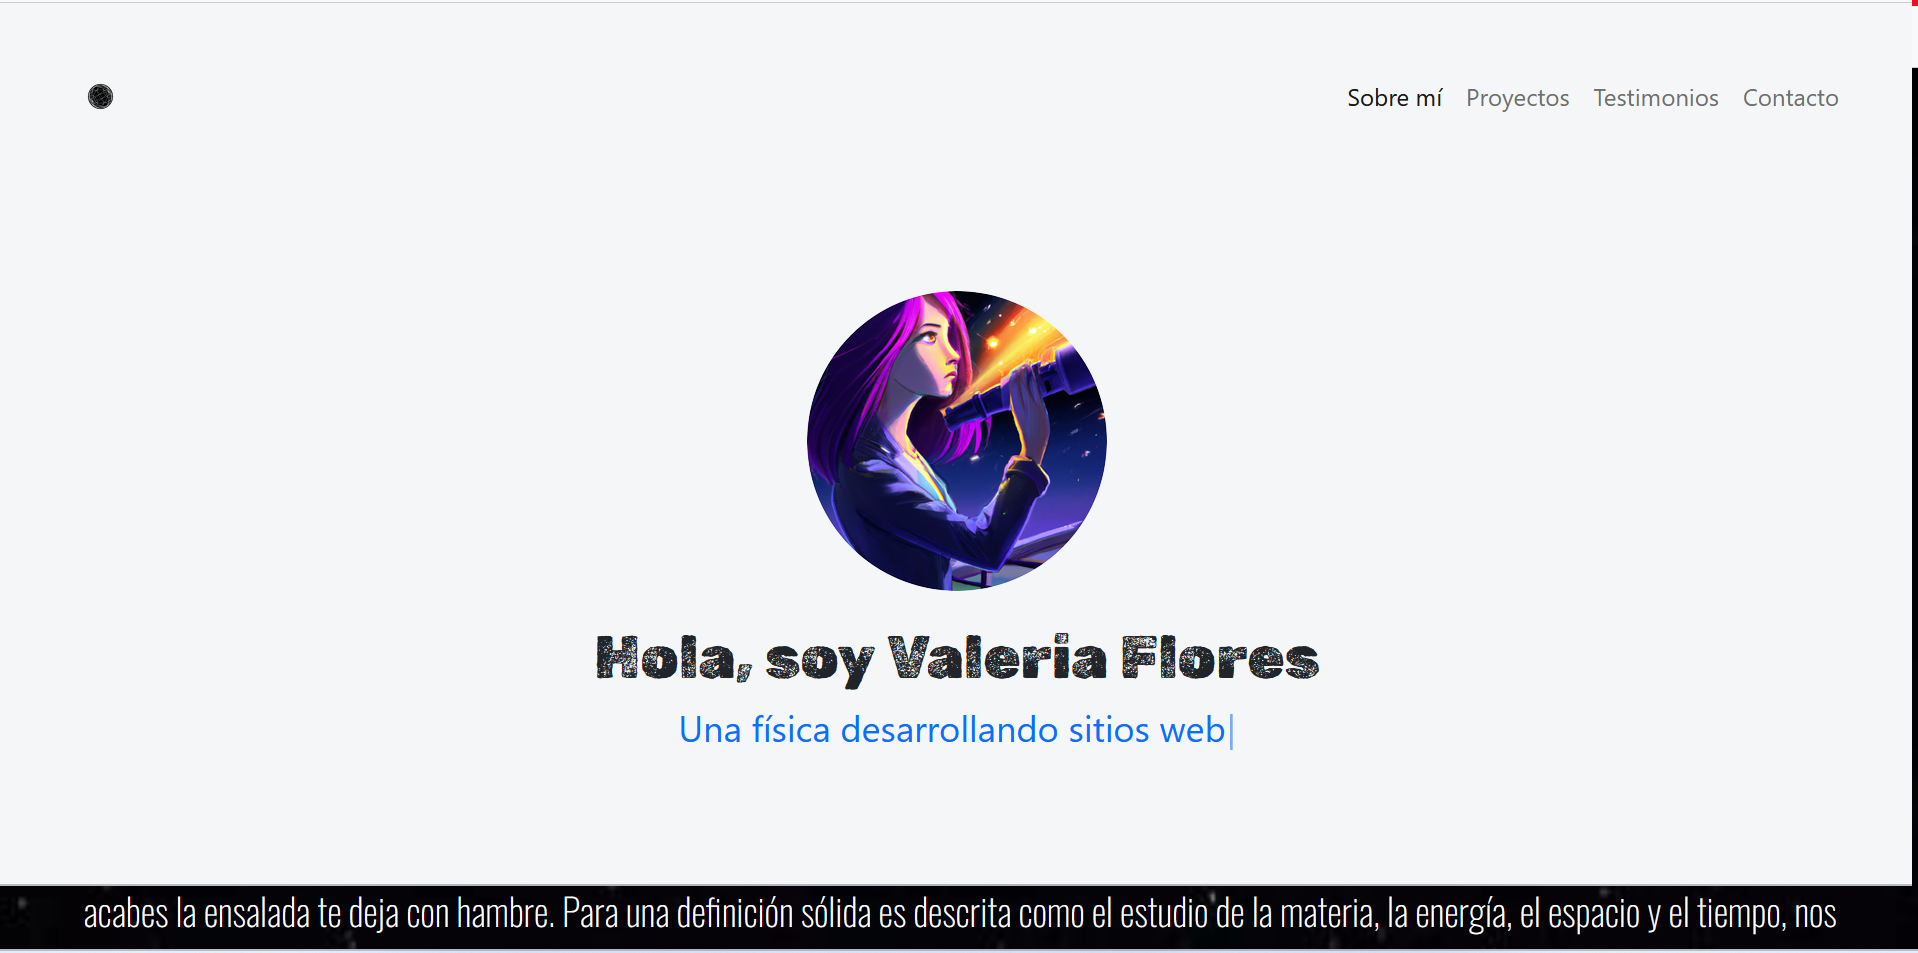 Sobre mí Proyectos Testimonios Contacto
Hola, soy Valeria Flores
Una física desarrollando sitios web
acabes la ensalada te deja con hambre. Para una definición sólida es descrita como el estudio de la materia, la energía, el espacio y el tiempo, nos